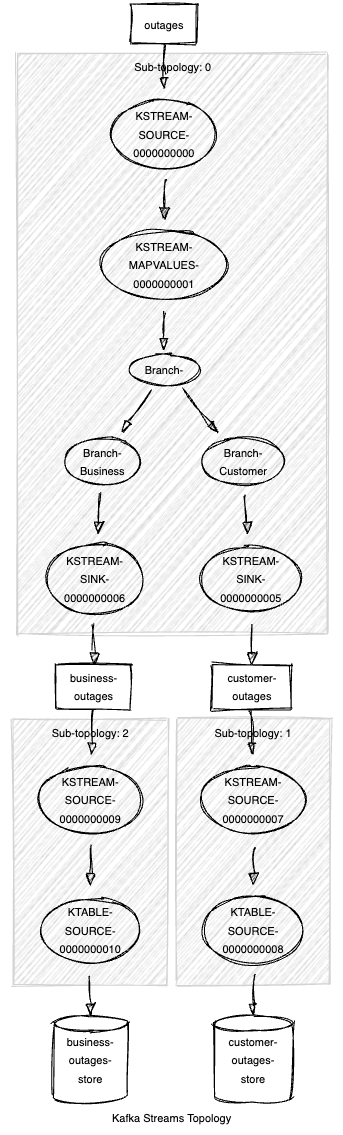 outages
Sub-topology: 0
KSTREAM-
SOURCE-
0000000000
KSTREAM-
MAPVALUES-
0000000001
Branch-
Branch-
Business
Branch-
Customer
KSTREAM-
SINK-
0000000006
KSTREAM-
SINK-
0000000005
business-
outages
customer-
outages
Sub-topology: 2
KSTREAM-
SOURCE-
0000000009
KTABLE-
SOURCE-
0000000010
business-
outages-
store
Sub-topology: 1
KSTREAM-
SOURCE-
0000000007
KTABLE-
SOURCE-
0000000008
customer-
outages-
store
Kafka Streams Topology